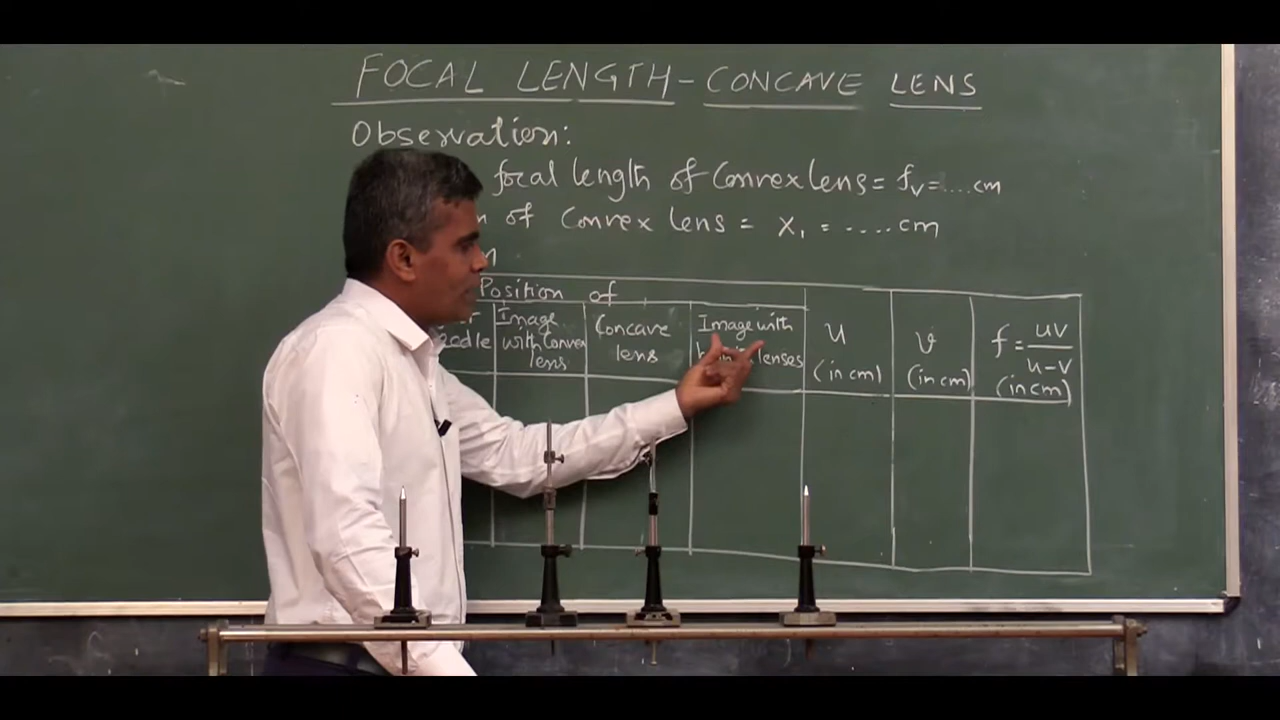 FOCAL LENGTH - CONCAVE LENS
Observation:
focal length of Convex lens = fv = ....cm
of Convex lens = x₁ = ....cm
Position of
Image
with Convex
lens
Concave
lens
Image with
lenses
u
(in cm)
v
(in cm)
f = uv/u-v
(in cm)